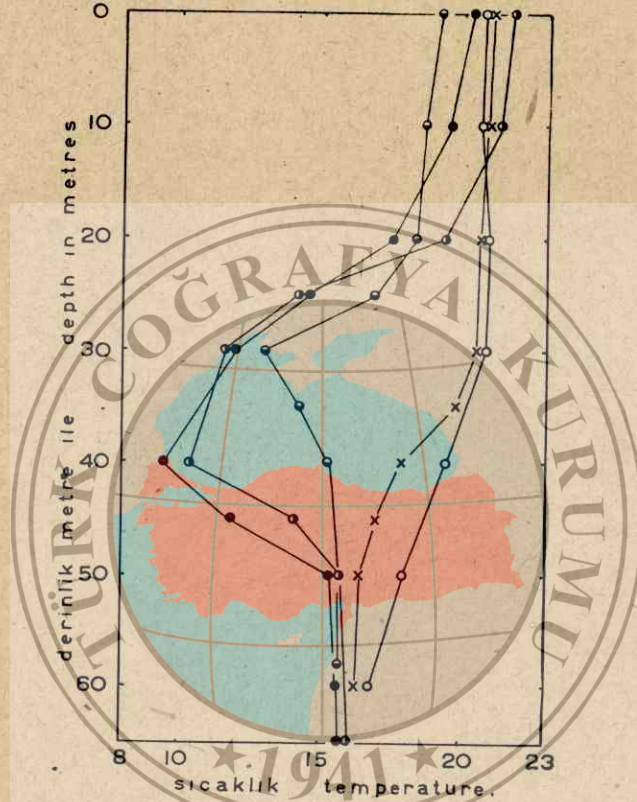 0
10
20
30
40
50
60
derinlik metre ile depth in metres
8 10 15 20 23
sıcaklık temperature.
TÜRK COĞRAFYA KURUMU
★ 1941 ★